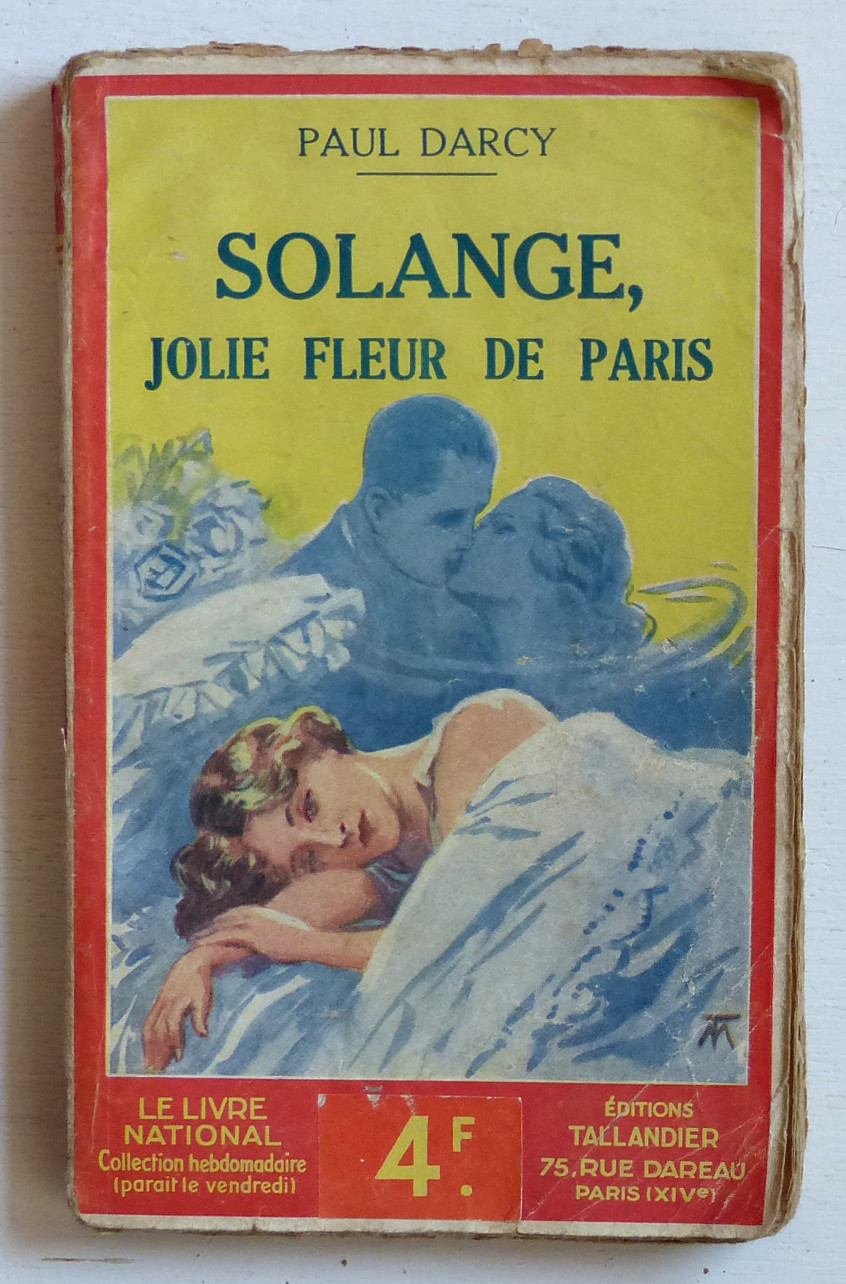 PAUL DARCY
SOLANGE,
JOLIE FLEUR DE PARIS
LE LIVRE
NATIONAL
Collection hebdomadaire
(parait le vendredi)
4F.
ÉDITIONS
TALLANDIER
75, RUE DAREAU
PARIS (XIVe)